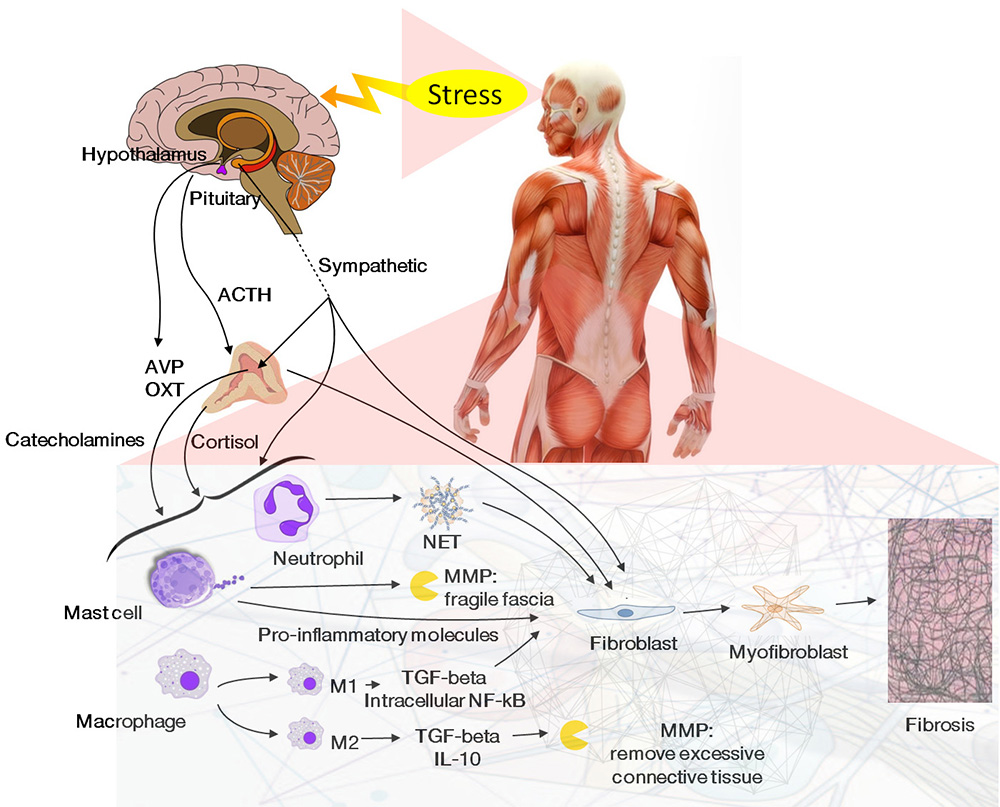 Stress
Hypothalamus
Pituitary
Sympathetic
ACTH
AVP
OXT
Catecholamines
Cortisol
Neutrophil
NET
Mast cell
MMP:
fragile fascia
Pro-inflammatory molecules
Fibroblast
Myofibroblast
Fibrosis
Macrophage
M1
TGF-beta
Intracellular NF-kB
M2
TGF-beta
IL-10
MMP:
remove excessive
connective tissue